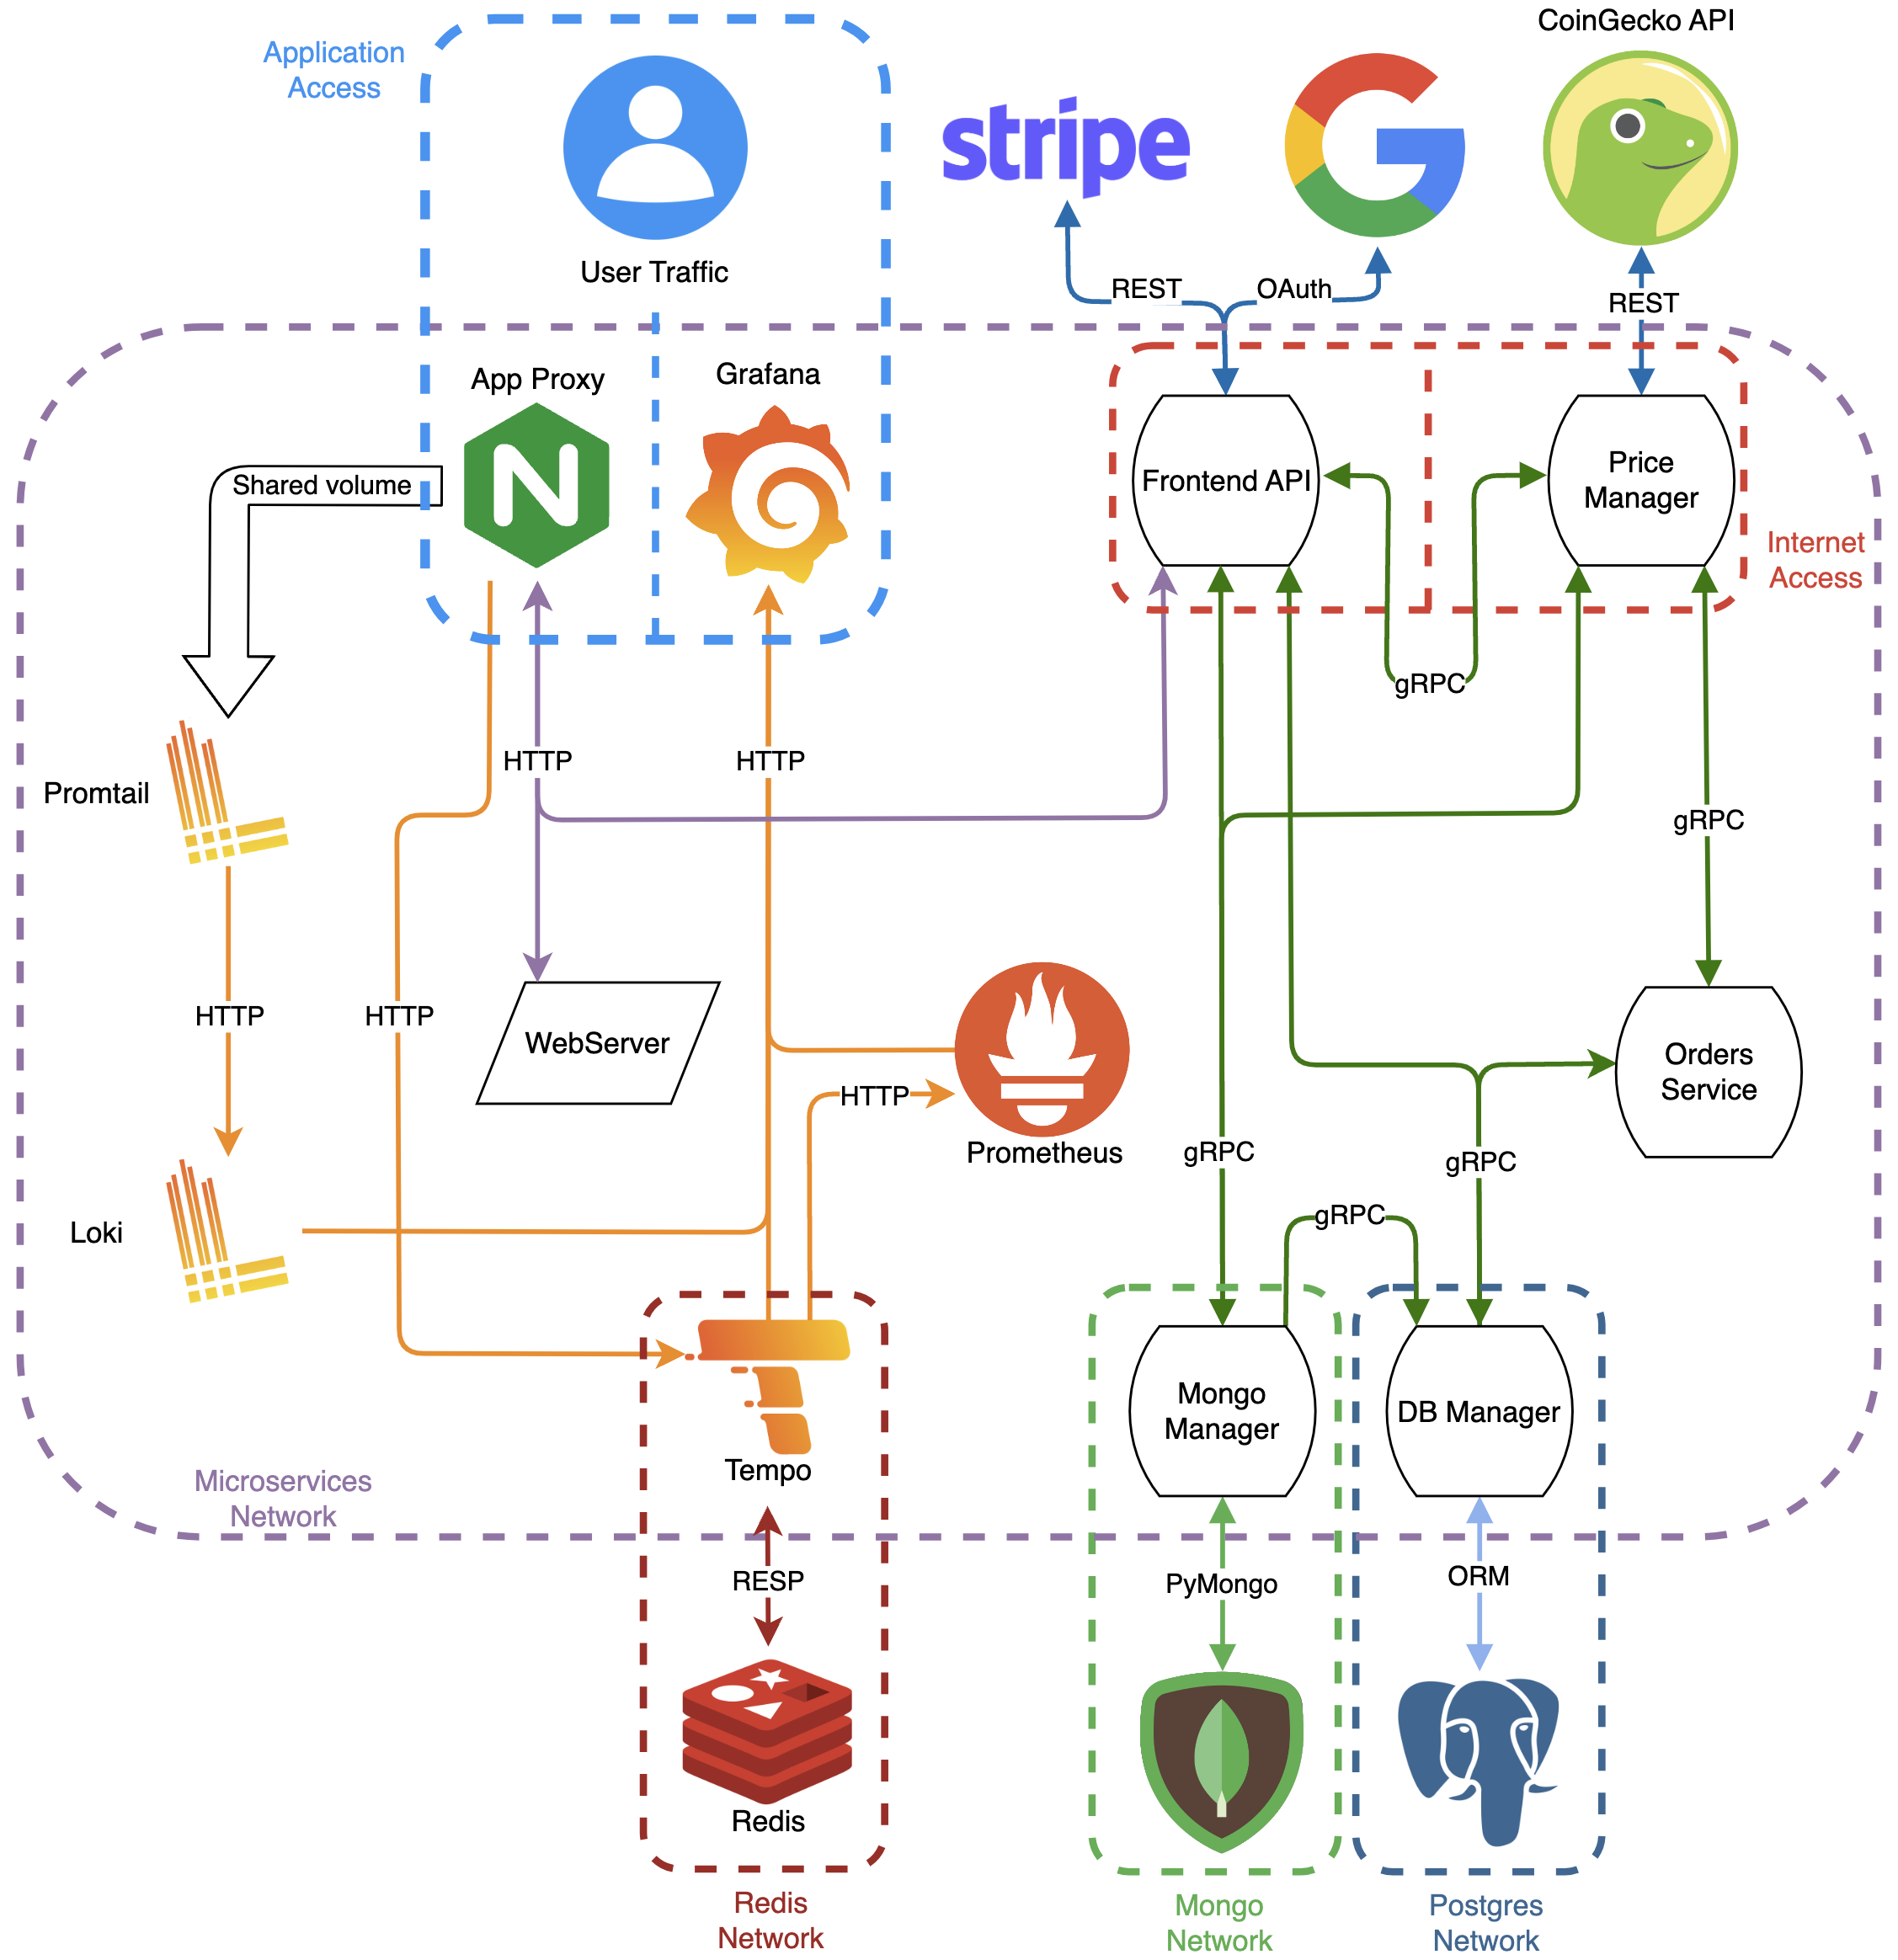 CoinGecko API
Application
Access
stripe
User Traffic
REST
OAuth
REST
App Proxy
Grafana
N
Shared volume
Frontend API
Price
Manager
Internet
Access
gRPC
HTTP
HTTP
Promtail
gRPC
HTTP
HTTP
WebServer
Orders
Service
HTTP
Prometheus
gRPC
gRPC
gRPC
Loki
Mongo
Manager
DB Manager
Tempo
Microservices
Network
RESP
PyMongo
ORM
Redis
Redis
Network
Mongo
Network
Postgres
Network